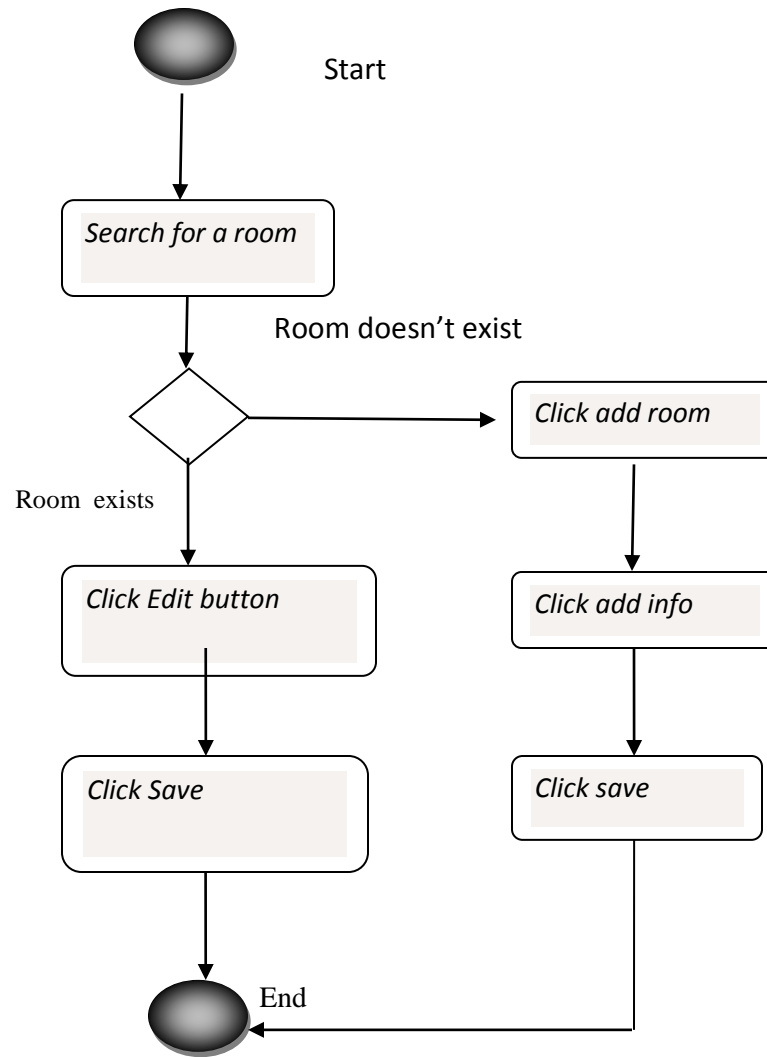 Start
Search for a room
Room doesn’t exist
Click add room
Room exists
Click Edit button
Click add info
Click Save
Click save
End